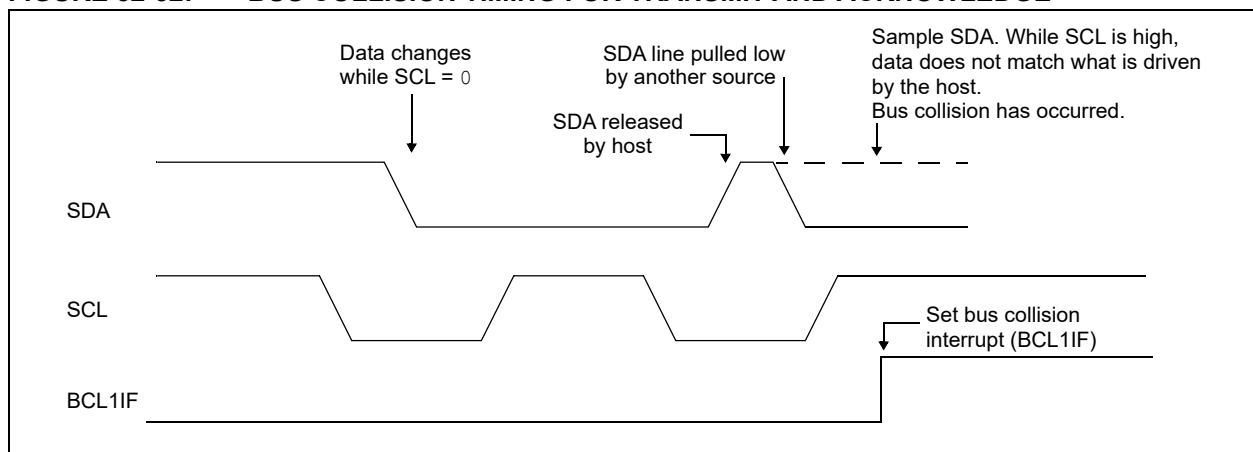 Data changes
while SCL = 0
SDA line pulled low
by another source
SDA released
by host
Sample SDA. While SCL is high,
data does not match what is driven
by the host.
Bus collision has occurred.
SDA
SCL
Set bus collision
interrupt (BCL1IF)
BCL1IF